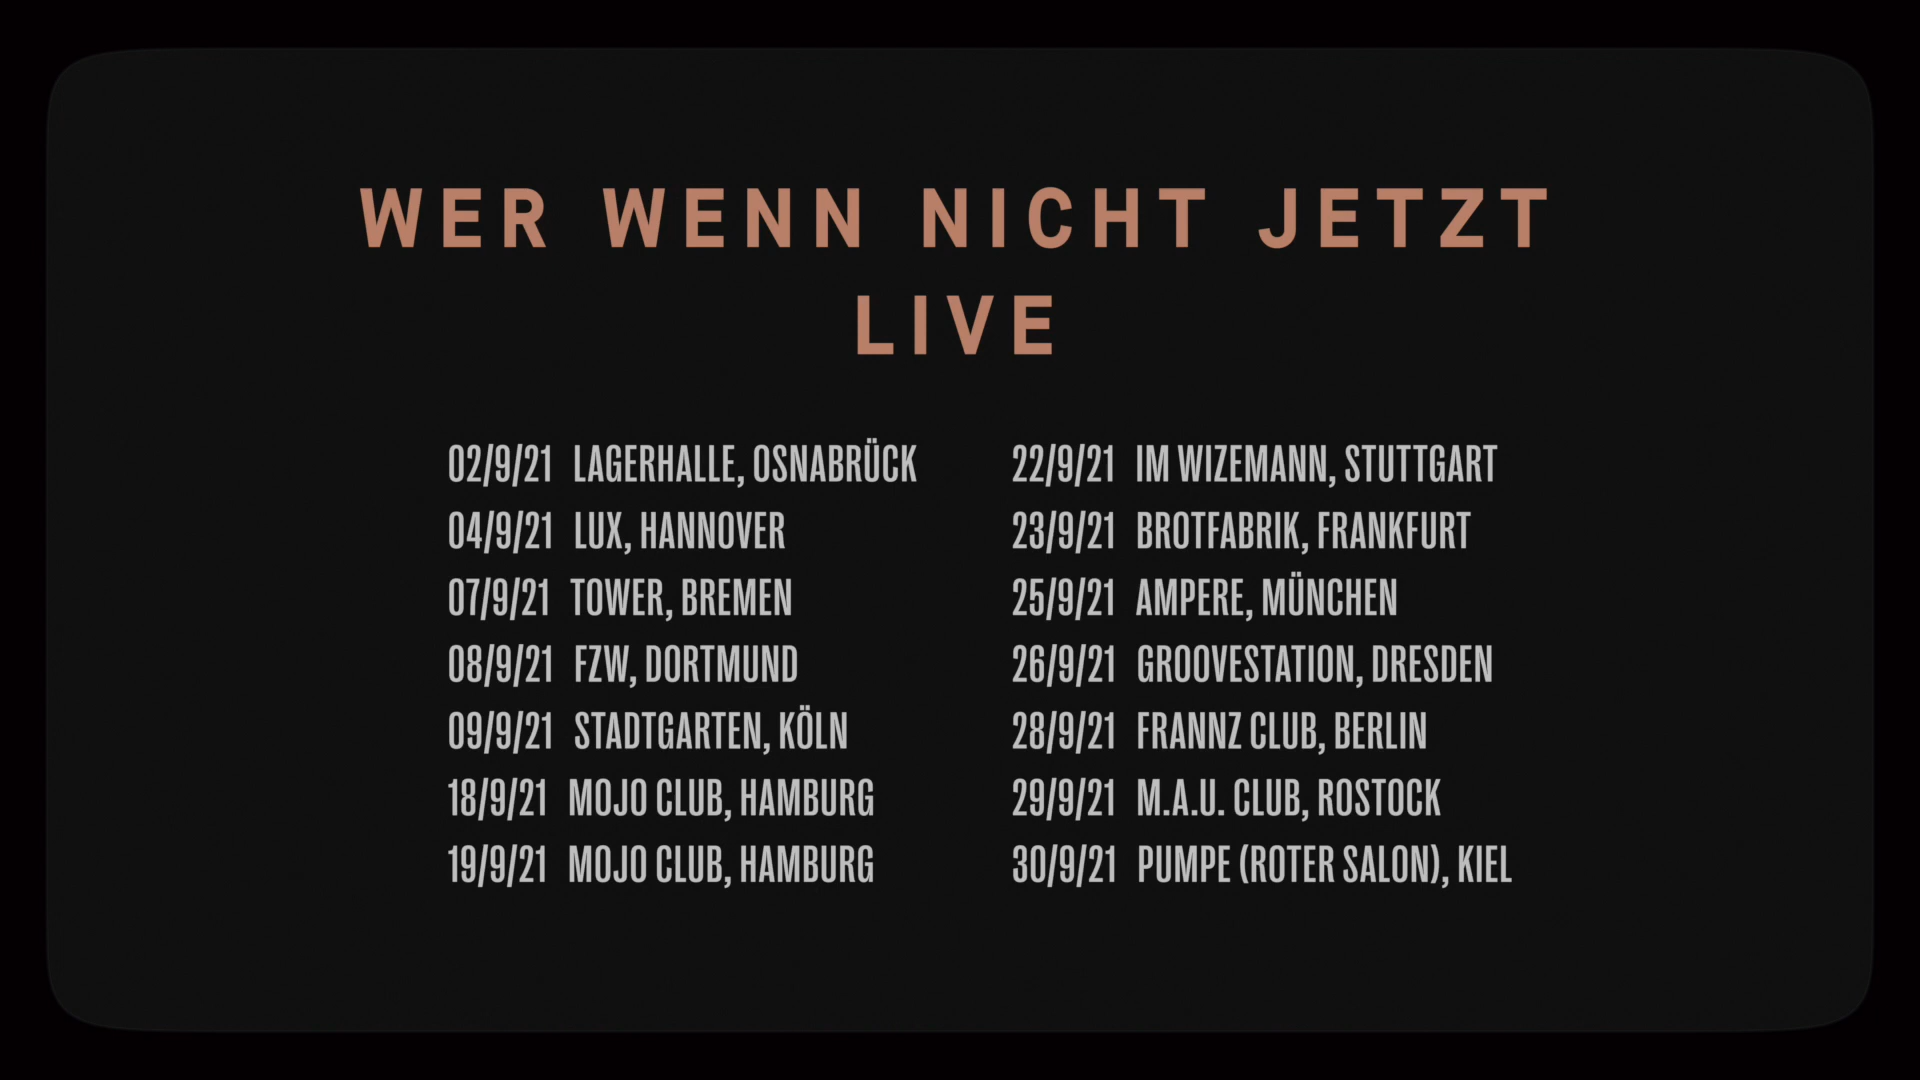 WER WENN NICHT JETZT
LIVE
02/9/21 LAGERHALLE, OSNABRÜCK
04/9/21 LUX, HANNOVER
07/9/21 TOWER, BREMEN
08/9/21 FZW, DORTMUND
09/9/21 STADTGARTEN, KÖLN
18/9/21 MOJO CLUB, HAMBURG
19/9/21 MOJO CLUB, HAMBURG
22/9/21 IM WIZEMANN, STUTTGART
23/9/21 BROTFABRIK, FRANKFURT
25/9/21 AMPERE, MÜNCHEN
26/9/21 GROOVESTATION, DRESDEN
28/9/21 FRANNZ CLUB, BERLIN
29/9/21 M.A.U. CLUB, ROSTOCK
30/9/21 PUMPE (ROTER SALON), KIEL